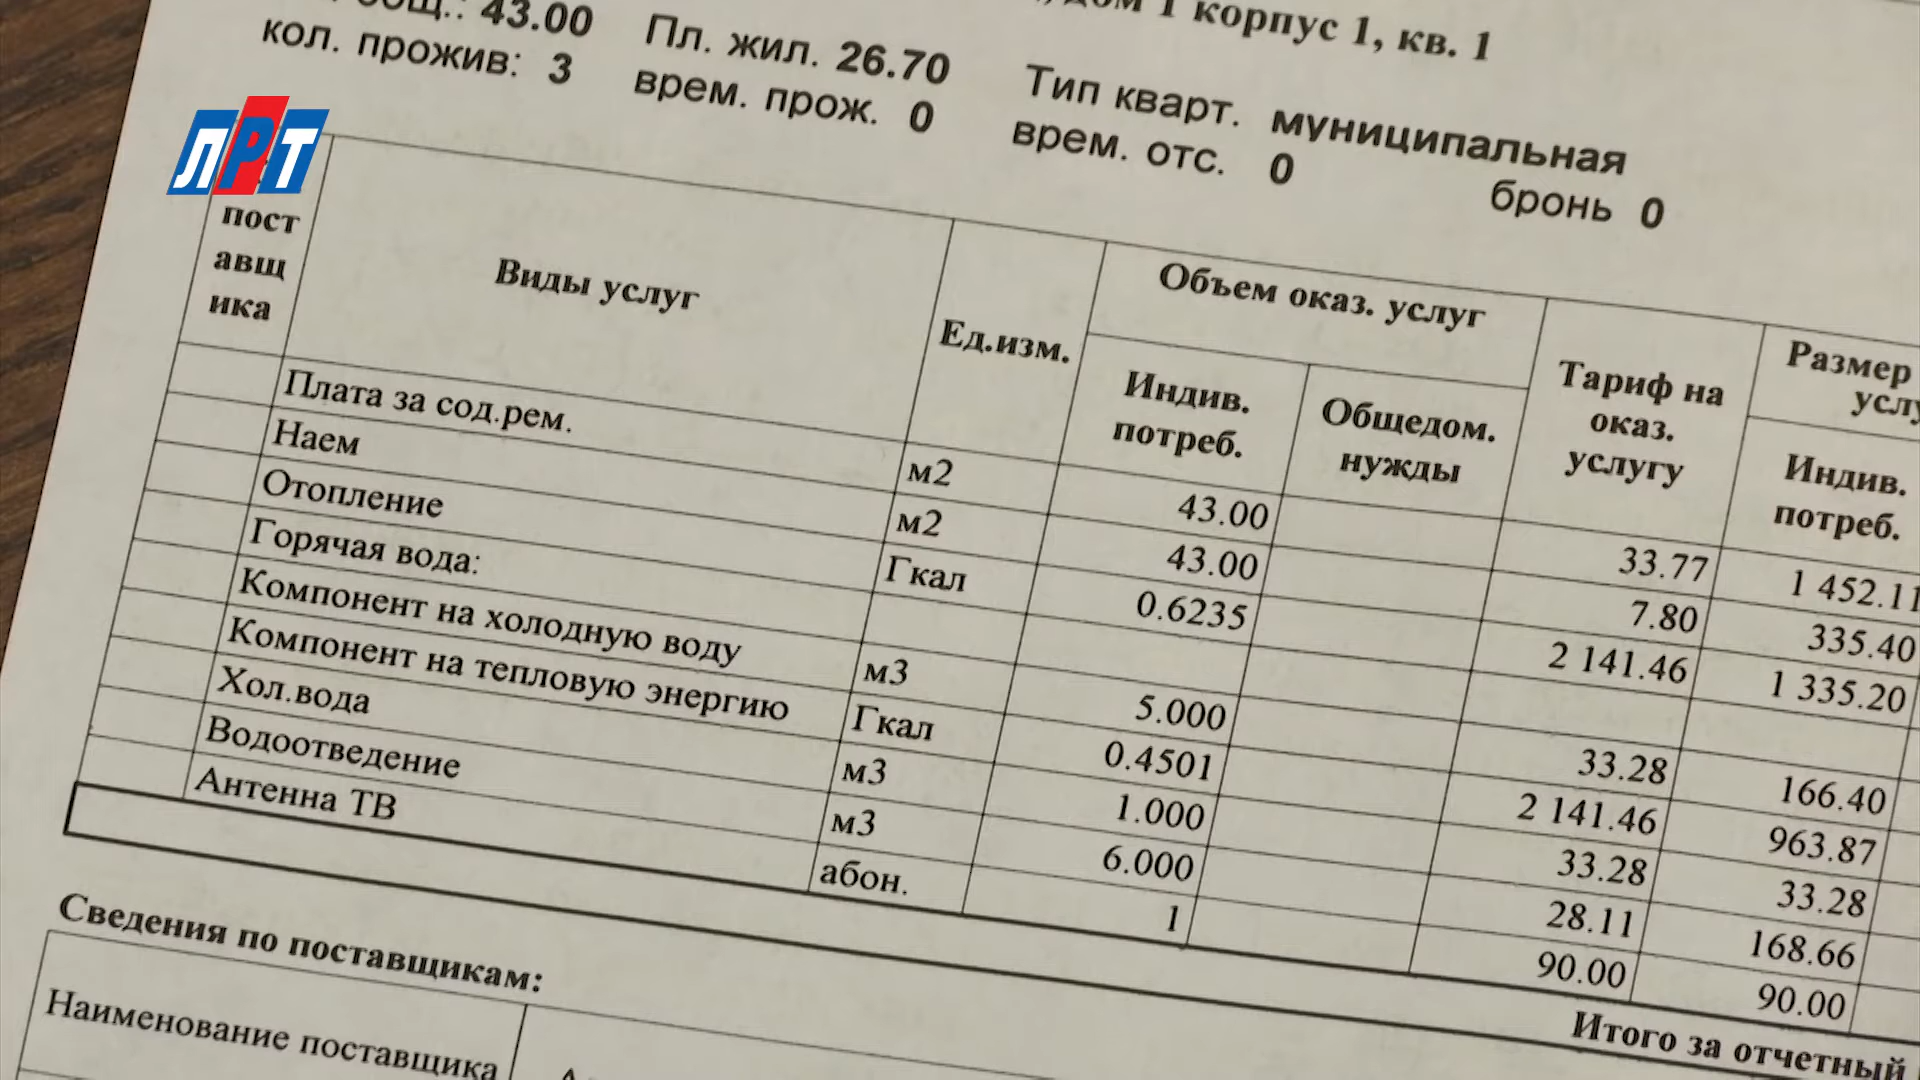 общ.: 43.00 Пл. жил. 26.70 дом 1 корпус 1, кв. 1
кол. прожив: 3 врем. прож. 0 Тип кварт. муниципальная
врем. отс. 0 бронь 0
ЛРТ
пост
авщ
ика
Виды услуг
Ед.изм.
Объем оказ. услуг
Индив.
потреб.
Общедом.
нужды
Тариф на
оказ.
услугу
Размер
услу
Индив.
потреб.
Плата за сод.рем. м2 43.00 33.77 1 452.11
Наем м2 43.00 7.80 335.40
Отопление Гкал 0.6235 2 141.46 1 335.20
Горячая вода:
Компонент на холодную воду м3 5.000 33.28 166.40
Компонент на тепловую энергию Гкал 0.4501 2 141.46 963.87
Хол.вода м3 1.000 33.28 33.28
Водоотведение м3 6.000 28.11 168.66
Антенна ТВ абон. 1 90.00 90.00
Итого за отчетный
Сведения по поставщикам:
Наименование поставщика